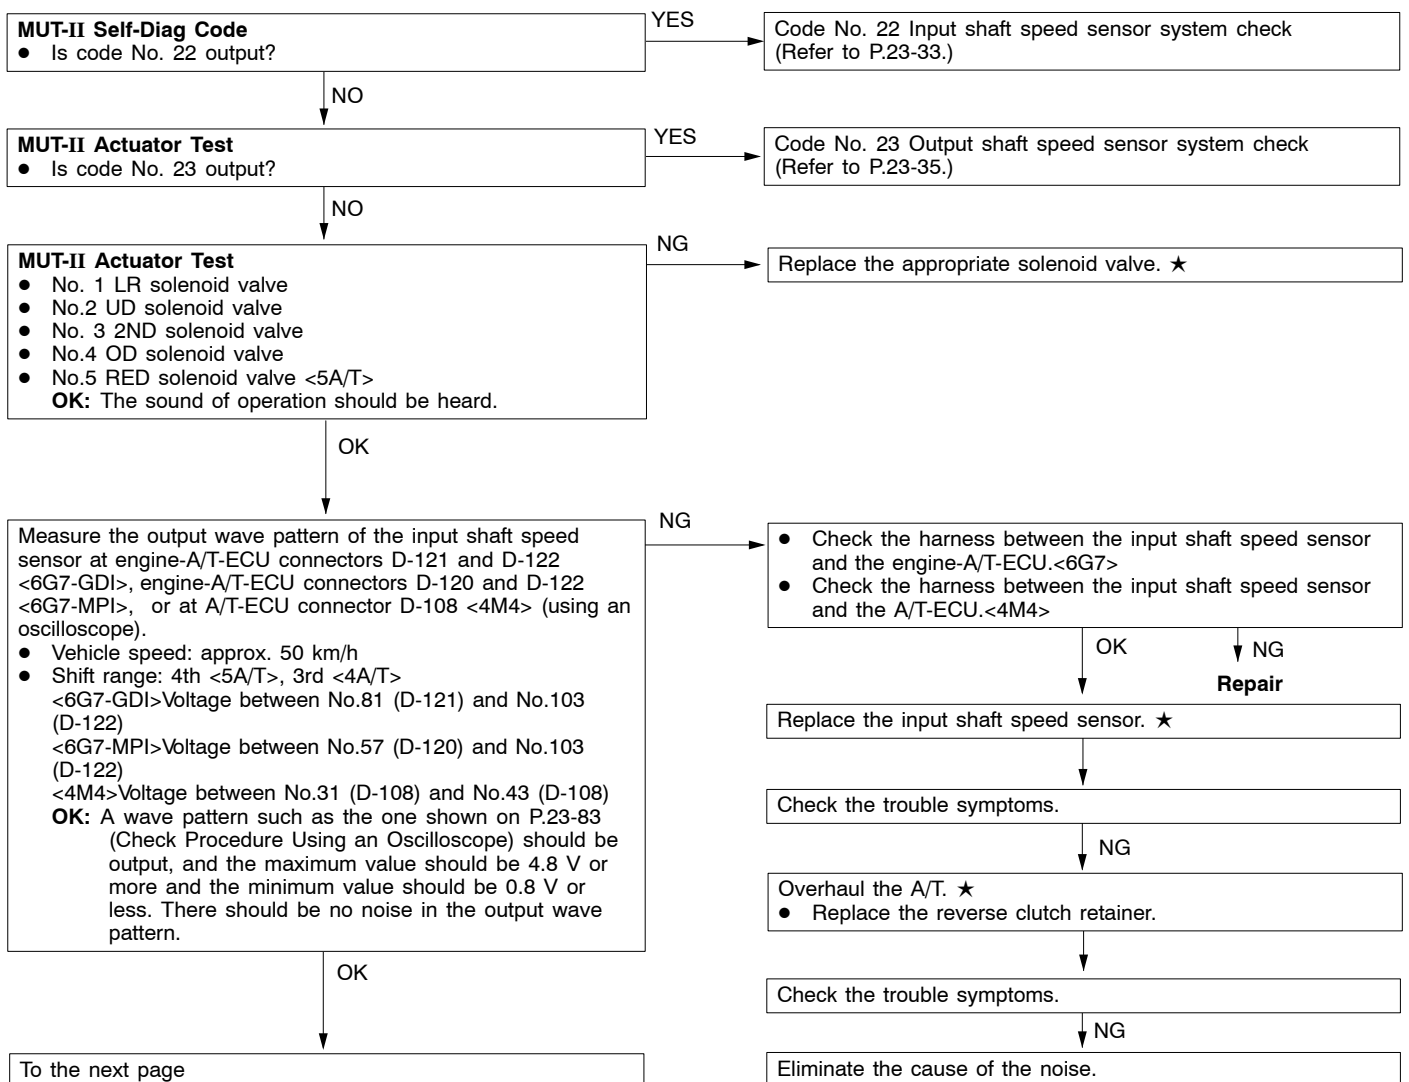 MUT-II Self-Diag Code
● Is code No. 22 output?
YES
Code No. 22 Input shaft speed sensor system check
(Refer to P.23-33.)
NO
MUT-II Actuator Test
● Is code No. 23 output?
YES
Code No. 23 Output shaft speed sensor system check
(Refer to P.23-35.)
NO
MUT-II Actuator Test
● No. 1 LR solenoid valve
● No.2 UD solenoid valve
● No. 3 2ND solenoid valve
● No.4 OD solenoid valve
● No.5 RED solenoid valve <5A/T>
OK: The sound of operation should be heard.
NG
Replace the appropriate solenoid valve. ★
OK
Measure the output wave pattern of the input shaft speed
sensor at engine-A/T-ECU connectors D-121 and D-122
<6G7-GDI>, engine-A/T-ECU connectors D-120 and D-122
<6G7-MPI>, or at A/T-ECU connector D-108 <4M4> (using an
oscilloscope).
● Vehicle speed: approx. 50 km/h
● Shift range: 4th <5A/T>, 3rd <4A/T>
<6G7-GDI>Voltage between No.81 (D-121) and No.103
(D-122)
<6G7-MPI>Voltage between No.57 (D-120) and No.103
(D-122)
<4M4>Voltage between No.31 (D-108) and No.43 (D-108)
OK: A wave pattern such as the one shown on P.23-83
(Check Procedure Using an Oscilloscope) should be
output, and the maximum value should be 4.8 V or
more and the minimum value should be 0.8 V or
less. There should be no noise in the output wave
pattern.
NG
● Check the harness between the input shaft speed sensor
and the engine-A/T-ECU.<6G7>
● Check the harness between the input shaft speed sensor
and the A/T-ECU.<4M4>
OK
NG
Repair
Replace the input shaft speed sensor. ★
Check the trouble symptoms.
NG
Overhaul the A/T. ★
● Replace the reverse clutch retainer.
Check the trouble symptoms.
NG
Eliminate the cause of the noise.
OK
To the next page